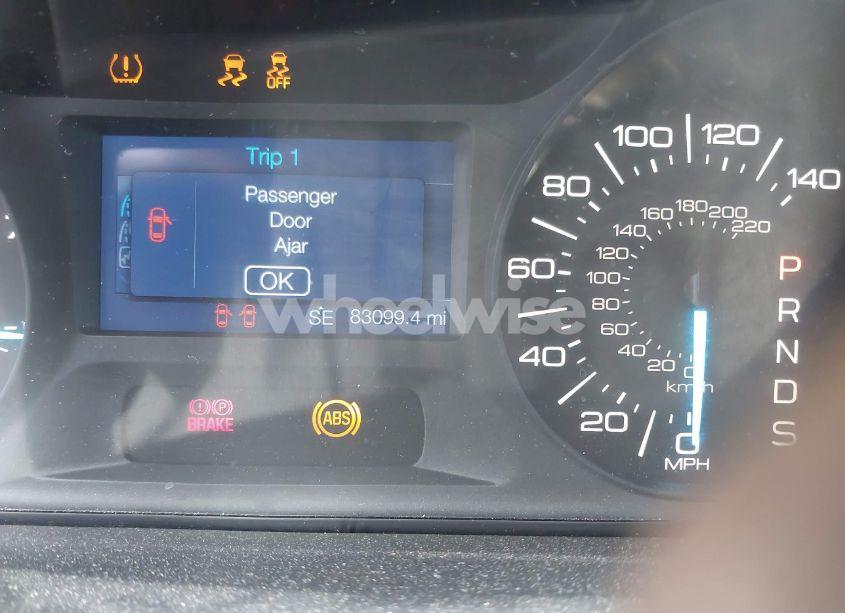 OFF
Trip 1
Passenger
Door
Ajar
OK
wheelwise
SE 83099.4 mi
BRAKE
P
ABS
0 20 40 60 80 100 120 140
MPH
0 20 40 60 80 100 120 140 160 180 200 220
km/h
P
R
N
D
S